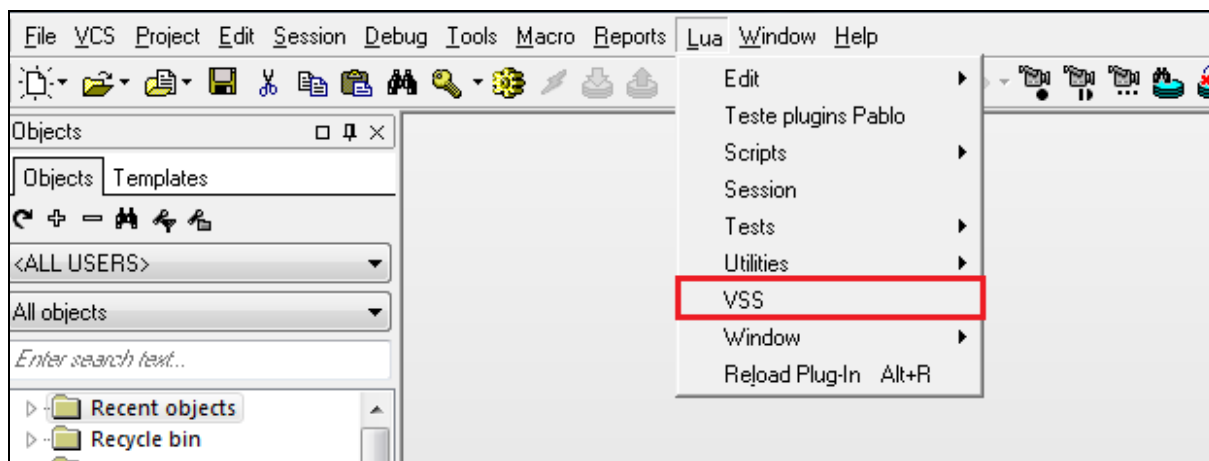 File VCS Project Edit Session Debug Tools Macro Reports Lua Window Help
Objects
Objects Templates
<ALL USERS>
All objects
Enter search text...
Recent objects
Recycle bin
Edit
Teste plugins Pablo
Scripts
Session
Tests
Utilities
VSS
Window
Reload Plug-In Alt+R